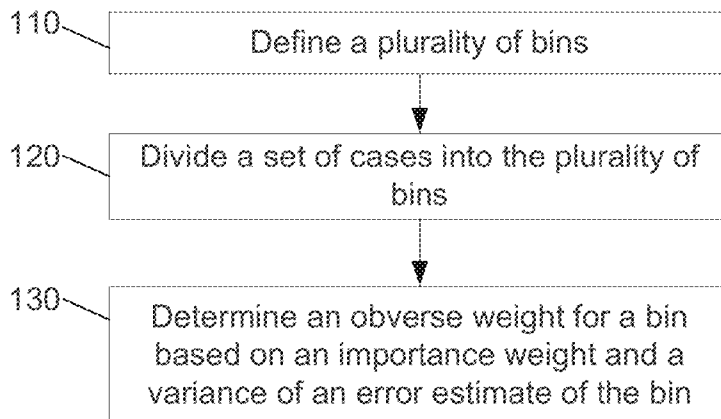 110
Define a plurality of bins
120
Divide a set of cases into the plurality of
bins
130
Determine an obverse weight for a bin
based on an importance weight and a
variance of an error estimate of the bin